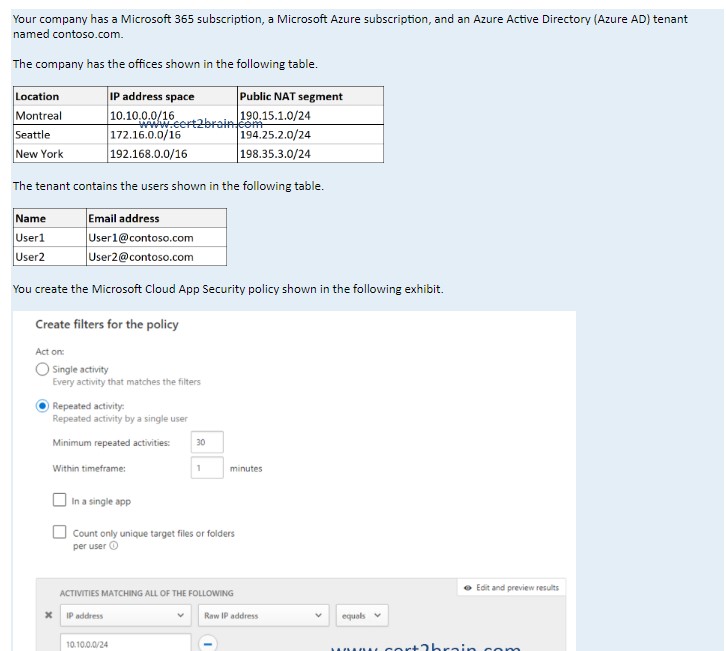 Your company has a Microsoft 365 subscription, a Microsoft Azure subscription, and an Azure Active Directory (Azure AD) tenant
named contoso.com.
The company has the offices shown in the following table.
Location IP address space Public NAT segment
Montreal 10.10.0.0/16 190.15.1.0/24
www.cert2brain.com
Seattle 172.16.0.0/16 194.25.2.0/24
New York 192.168.0.0/16 198.35.3.0/24
The tenant contains the users shown in the following table.
Name Email address
User1 User1@contoso.com
User2 User2@contoso.com
You create the Microsoft Cloud App Security policy shown in the following exhibit.
Create filters for the policy
Act on:
Single activity
Every activity that matches the filters
Repeated activity:
Repeated activity by a single user
Minimum repeated activities: 30
Within timeframe: 1 minutes
In a single app
Count only unique target files or folders
per user
Edit and preview results
ACTIVITIES MATCHING ALL OF THE FOLLOWING
IP address Raw IP address equals
10.10.0.0/24
www.cert2brain.com